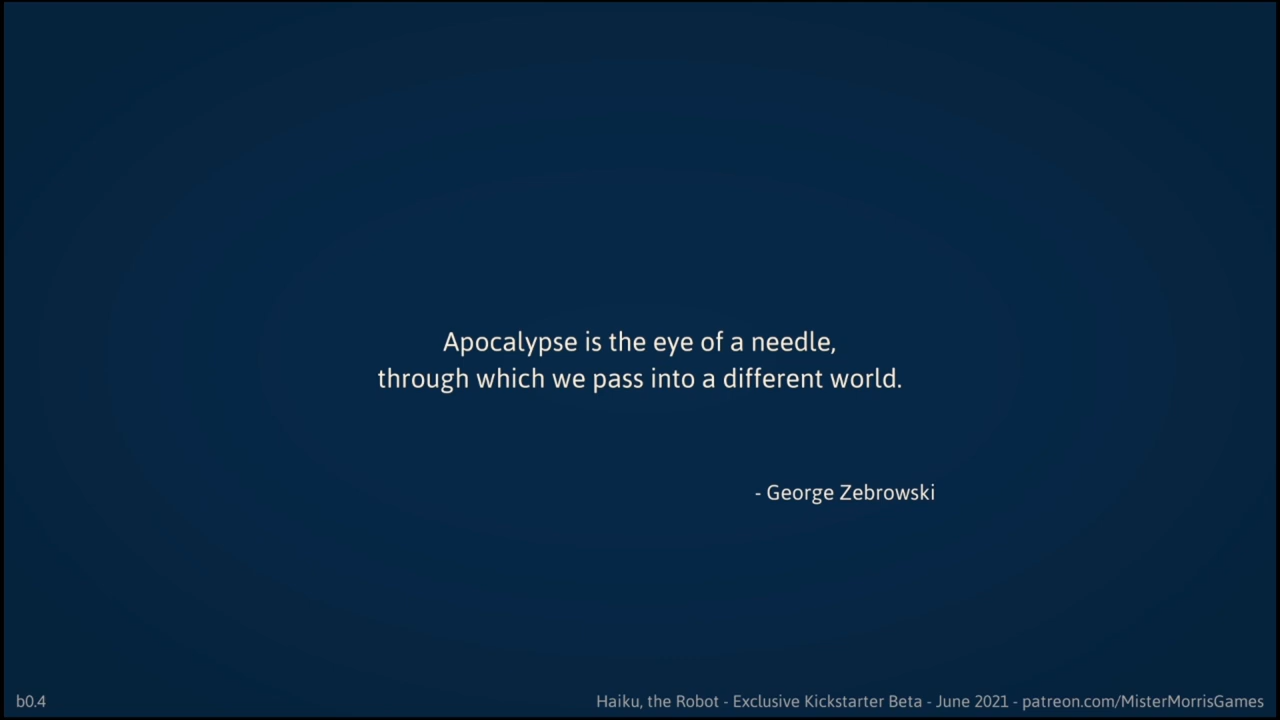 Apocalypse is the eye of a needle,
through which we pass into a different world.
- George Zebrowski
b0.4
Haiku, the Robot - Exclusive Kickstarter Beta - June 2021 - patreon.com/MisterMorrisGames